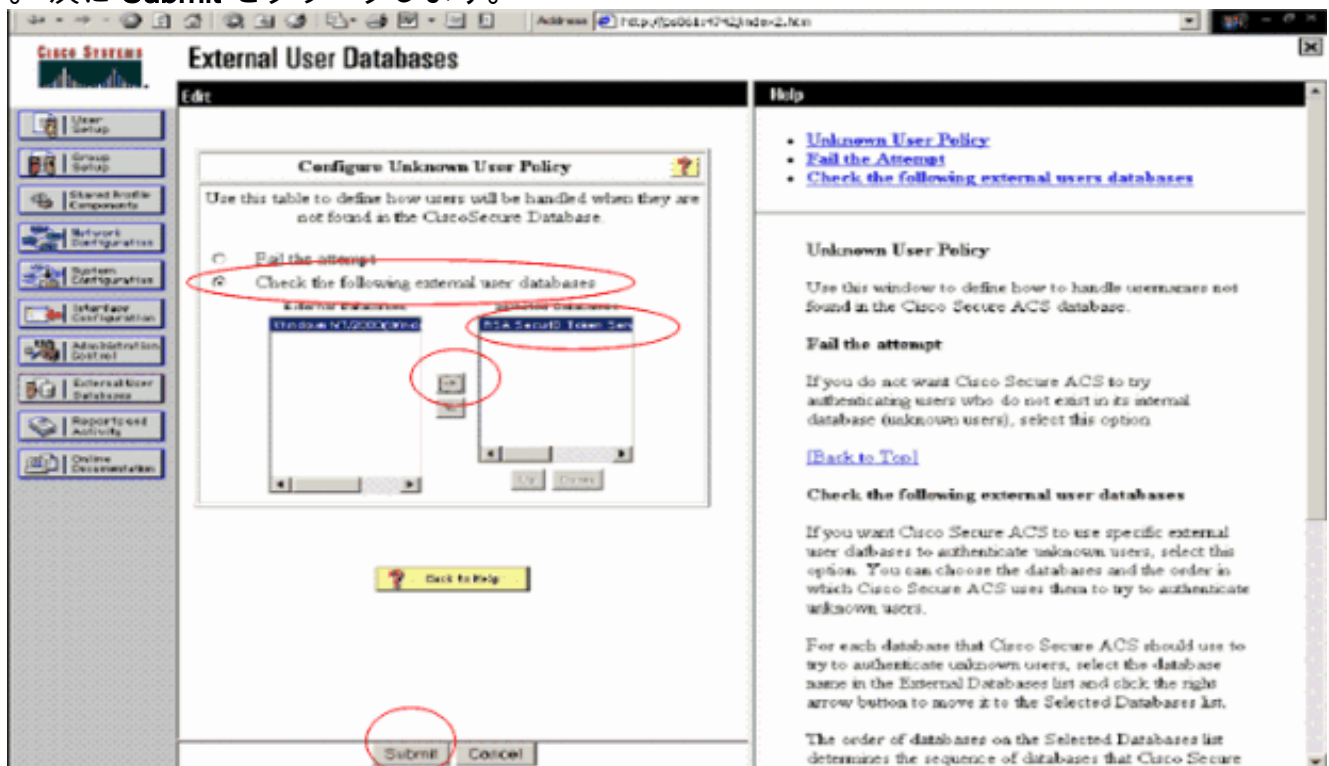 。次に Submit をクリックします。
Address http://ps0681:4742/index2.htm
CISCO SYSTEMS
External User Databases
Edit
Help
User Setup
Group Setup
Shared Profile Components
Network Configuration
System Configuration
Interface Configuration
Administration Control
External User Databases
Reports and Activity
Online Documentation
Configure Unknown User Policy
Use this table to define how users will be handled when they are
not found in the CiscoSecure Database.
Fail the attempt
Check the following external user databases
External Databases
Selected Databases
Windows NT/2000
RSA SecurID Token Serv
Up
Down
Back to Help
Submit
Cancel
Unknown User Policy
Fail the Attempt
Check the following external users databases
Unknown User Policy
Use this window to define how to handle usernames not
found in the Cisco Secure ACS database.
Fail the attempt
If you do not want Cisco Secure ACS to try
authenticating users who do not exist in its internal
database (unknown users), select this option
[Back to Top]
Check the following external user databases
If you want Cisco Secure ACS to use specific external
user datbases to authenticate unknown users, select this
option. You can choose the databases and the order in
which Cisco Secure ACS uses them to try to authenticate
unknown users.
For each database that Cisco Secure ACS should use to
try to authenticate unknown users, select the database
name in the External Databases list and click the right
arrow button to move it to the Selected Databases list.
The order of databases on the Selected Databases list
determines the sequence of databases that Cisco Secure